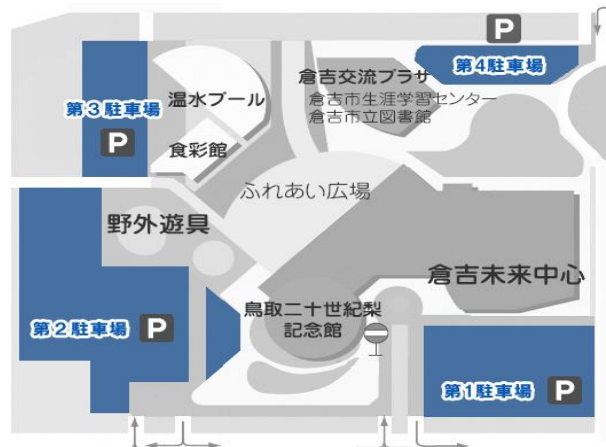 P
第4駐車場
倉吉交流プラザ
倉吉市生涯学習センター
倉吉市立図書館
第3駐車場
P
温水プール
食彩館
ふれあい広場
野外遊具
倉吉未来中心
鳥取二十世紀梨
記念館
第2駐車場 P
第1駐車場 P